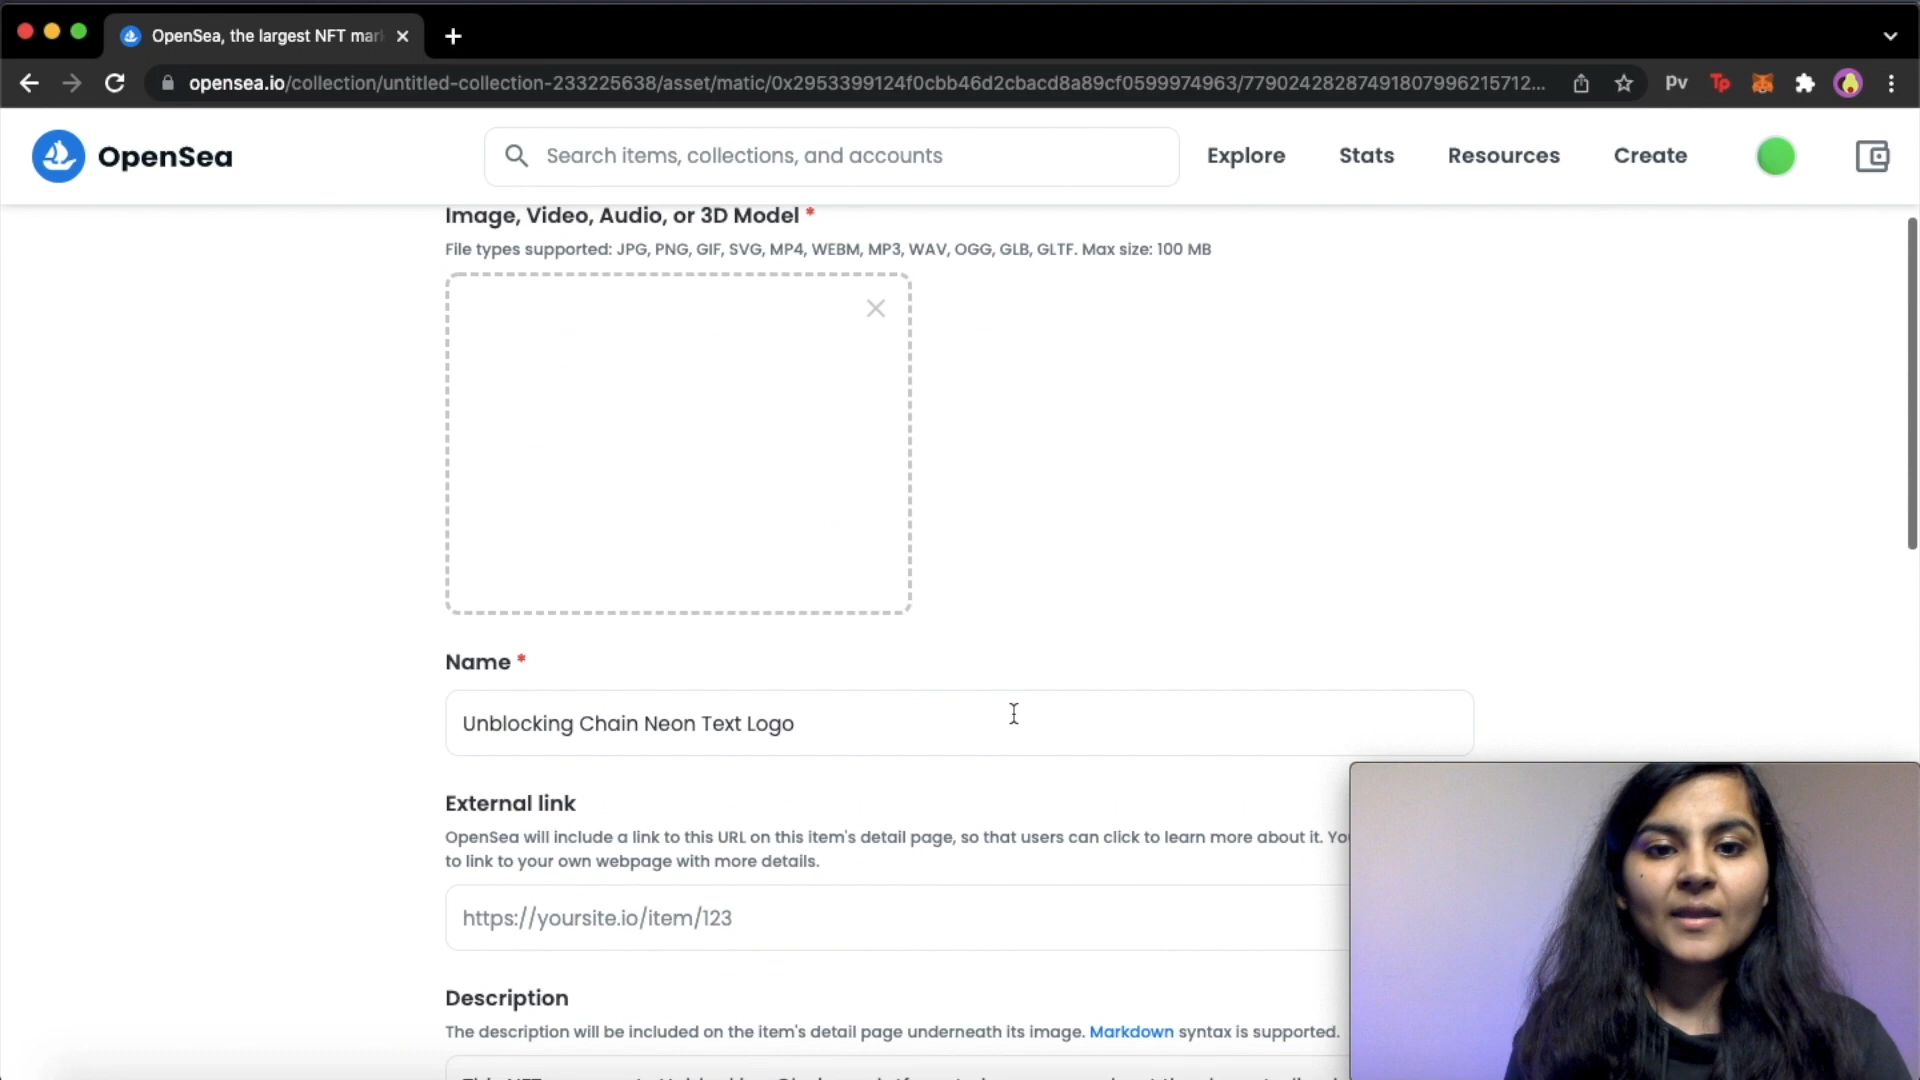 OpenSea, the largest NFT mar
opensea.io/collection/untitled-collection-233225638/asset/matic/0x2953399124f0cbb46d2cbacd8a89cf0599974963/77902428287491807996215712...
PV
Tp
OpenSea
Search items, collections, and accounts
Explore
Stats
Resources
Create
Image, Video, Audio, or 3D Model *
File types supported: JPG, PNG, GIF, SVG, MP4, WEBM, MP3, WAV, OGG, GLB, GLTF. Max size: 100 MB
Name *
Unblocking Chain Neon Text Logo
External link
OpenSea will include a link to this URL on this item's detail page, so that users can click to learn more about it. Yo
to link to your own webpage with more details.
https://yoursite.io/item/123
Description
The description will be included on the item's detail page underneath its image. Markdown syntax is supported.